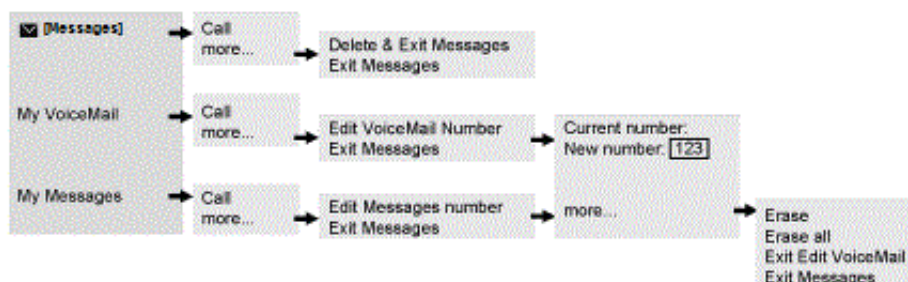 [Messages]
Call
more...
Delete & Exit Messages
Exit Messages
My VoiceMail
Call
more...
Edit VoiceMail Number
Exit Messages
Current number:
New number: 123
My Messages
Call
more...
Edit Messages number
Exit Messages
more...
Erase
Erase all
Exit Edit VoiceMail
Exit Messages